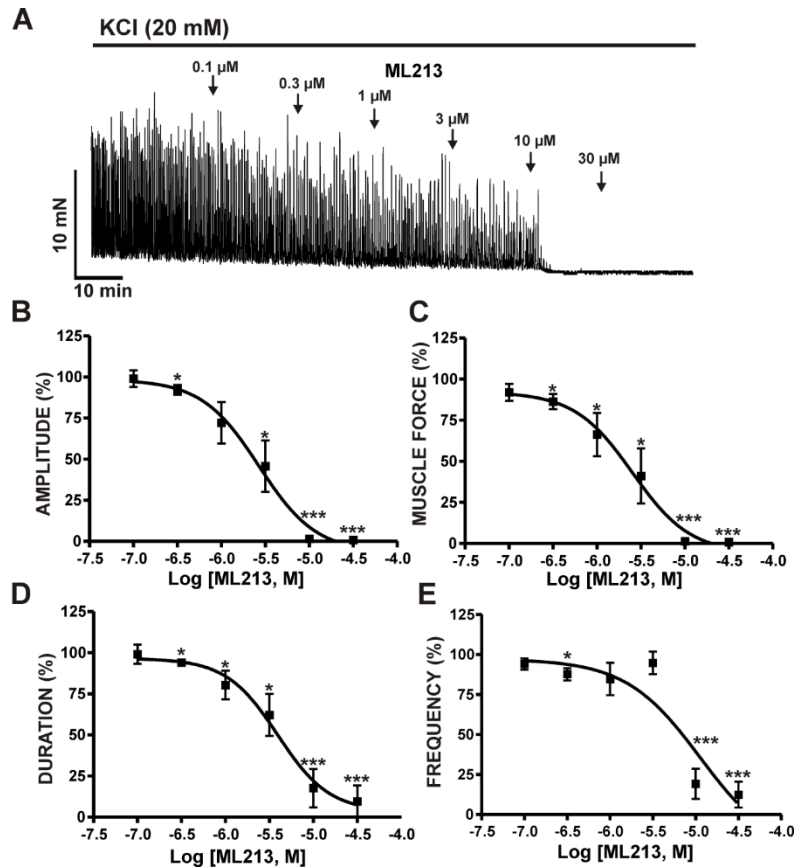 A
KCl (20 mM)
ML213
0.1 μM
0.3 μM
1 μM
3 μM
10 μM
30 μM
10 mN
10 min
B
AMPLITUDE (%)
125
100
75
50
25
0
* * *** ***
-7.5 -7.0 -6.5 -6.0 -5.5 -5.0 -4.5 -4.0
Log [ML213, M]
C
MUSCLE FORCE (%)
125
100
75
50
25
0
* * * *** ***
-7.5 -7.0 -6.5 -6.0 -5.5 -5.0 -4.5 -4.0
Log [ML213, M]
D
DURATION (%)
125
100
75
50
25
0
* * * *** ***
-7.5 -7.0 -6.5 -6.0 -5.5 -5.0 -4.5 -4.0
Log [ML213, M]
E
FREQUENCY (%)
125
100
75
50
25
0
* *** ***
-7.5 -7.0 -6.5 -6.0 -5.5 -5.0 -4.5 -4.0
Log [ML213, M]